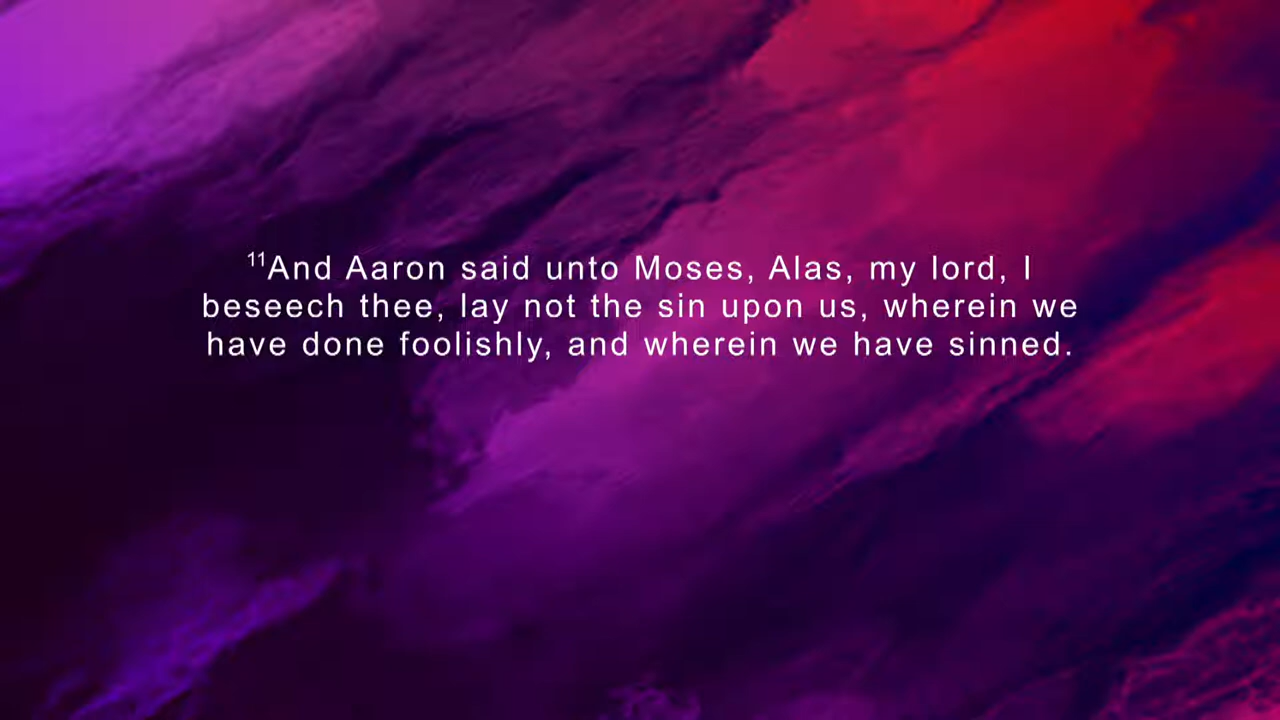 ¹¹And Aaron said unto Moses, Alas, my lord, I
beseech thee, lay not the sin upon us, wherein we
have done foolishly, and wherein we have sinned.